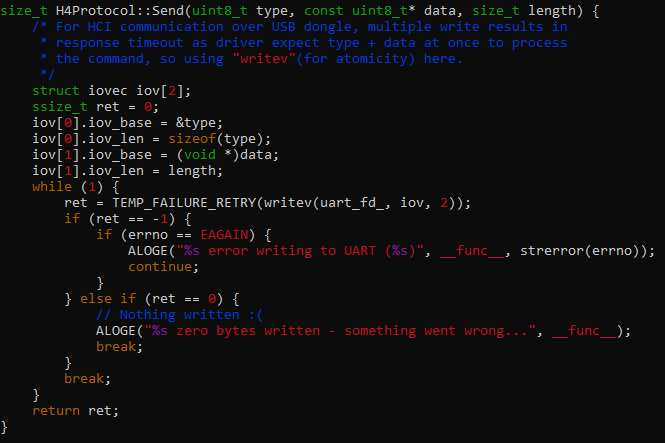 size_t H4Protocol::Send(uint8_t type, const uint8_t* data, size_t length) {
    /* For HCI communication over USB dongle, multiple write results in
     * response timeout as driver expect type + data at once to process
     * the command, so using "writev"(for atomicity) here.
     */
    struct iovec iov[2];
    ssize_t ret = 0;
    iov[0].iov_base = &type;
    iov[0].iov_len = sizeof(type);
    iov[1].iov_base = (void *)data;
    iov[1].iov_len = length;
    while (1) {
        ret = TEMP_FAILURE_RETRY(writev(uart_fd_, iov, 2));
        if (ret == -1) {
            if (errno == EAGAIN) {
                ALOGE("%s error writing to UART (%s)", __func__, strerror(errno));
                continue;
            }
        } else if (ret == 0) {
            // Nothing written :(
            ALOGE("%s zero bytes written - something went wrong...", __func__);
            break;
        }
        break;
    }
    return ret;
}